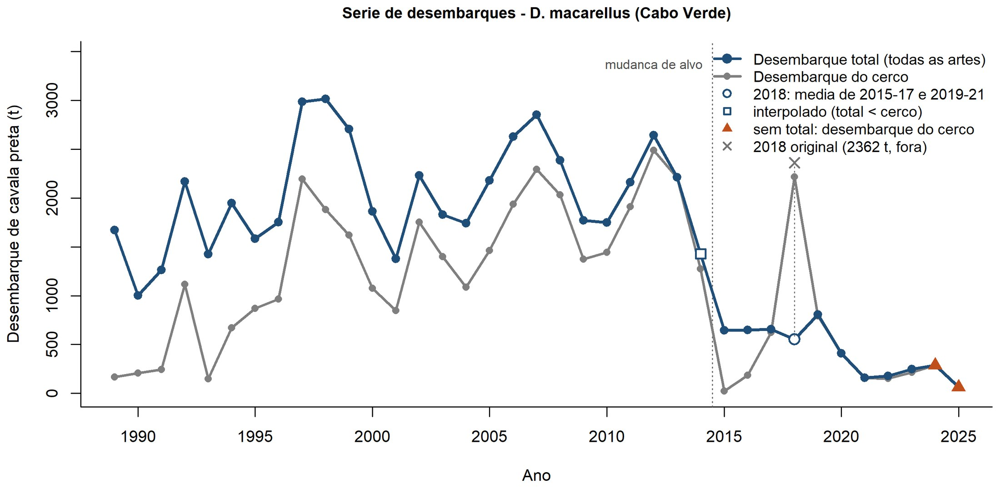 Serie de desembarques - D. macarellus (Cabo Verde)
mudanca de alvo
Desembarque total (todas as artes)
Desembarque do cerco
2018: media de 2015-17 e 2019-21
interpolado (total < cerco)
sem total: desembarque do cerco
2018 original (2362 t, fora)
Desembarque de cavala preta (t)
3000
2000
1000
500
0
1990 1995 2000 2005 2010 2015 2020 2025
Ano